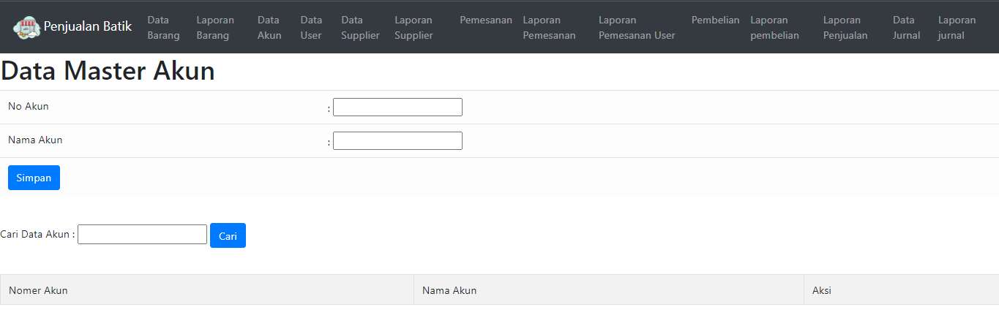 Penjualan Batik
Data Barang
Laporan Barang
Data Akun
Data User
Data Supplier
Laporan Supplier
Pemesanan
Laporan Pemesanan
Laporan Pemesanan User
Pembelian
Laporan pembelian
Laporan Penjualan
Data Jurnal
Laporan jurnal
Data Master Akun
No Akun :
Nama Akun :
Simpan
Cari Data Akun : Cari
Nomer Akun Nama Akun Aksi